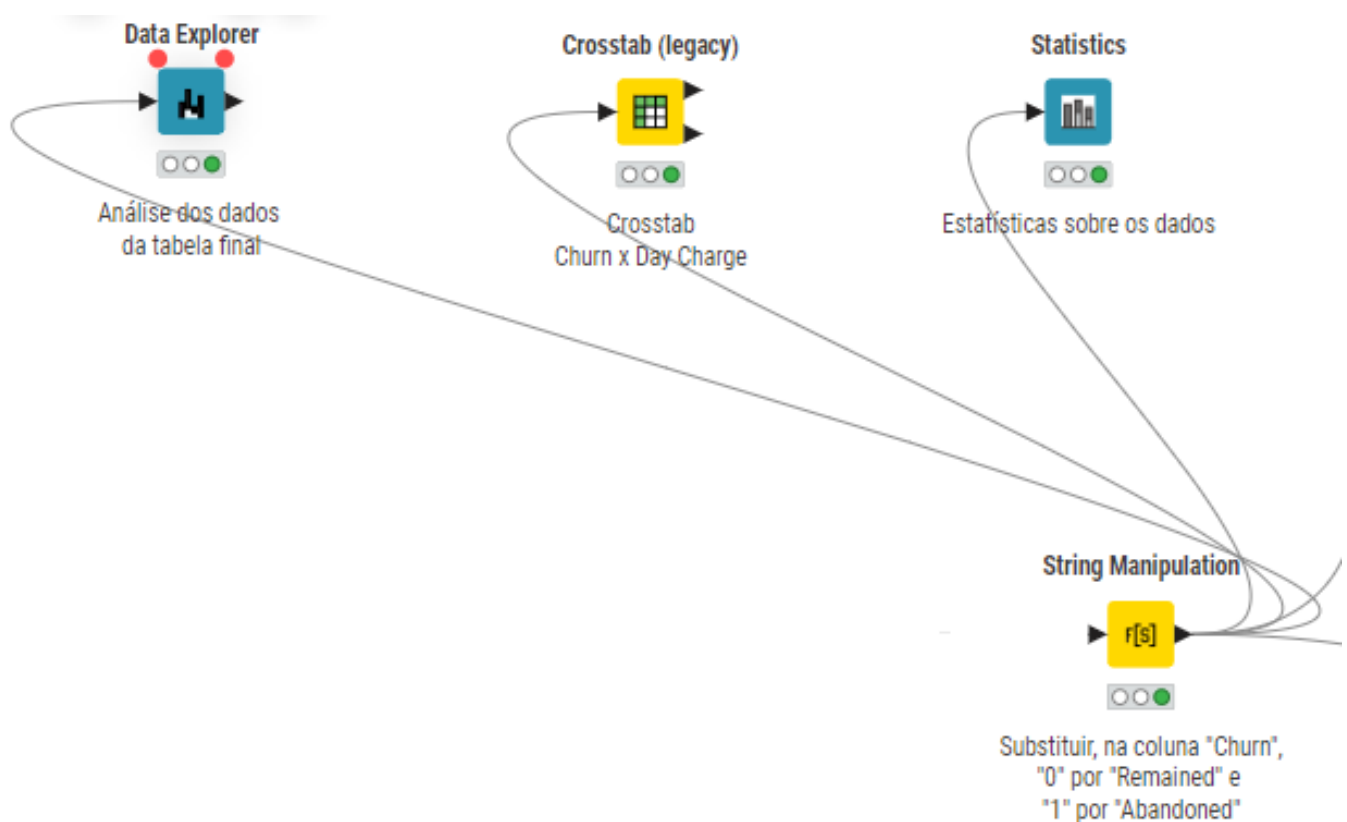 Data Explorer
Análise dos dados
da tabela final
Crosstab (legacy)
Crosstab
Churn x Day Charge
Statistics
Estatísticas sobre os dados
String Manipulation
F[S]
Substituir, na coluna "Churn",
"0" por "Remained" e
"1" por "Abandoned"